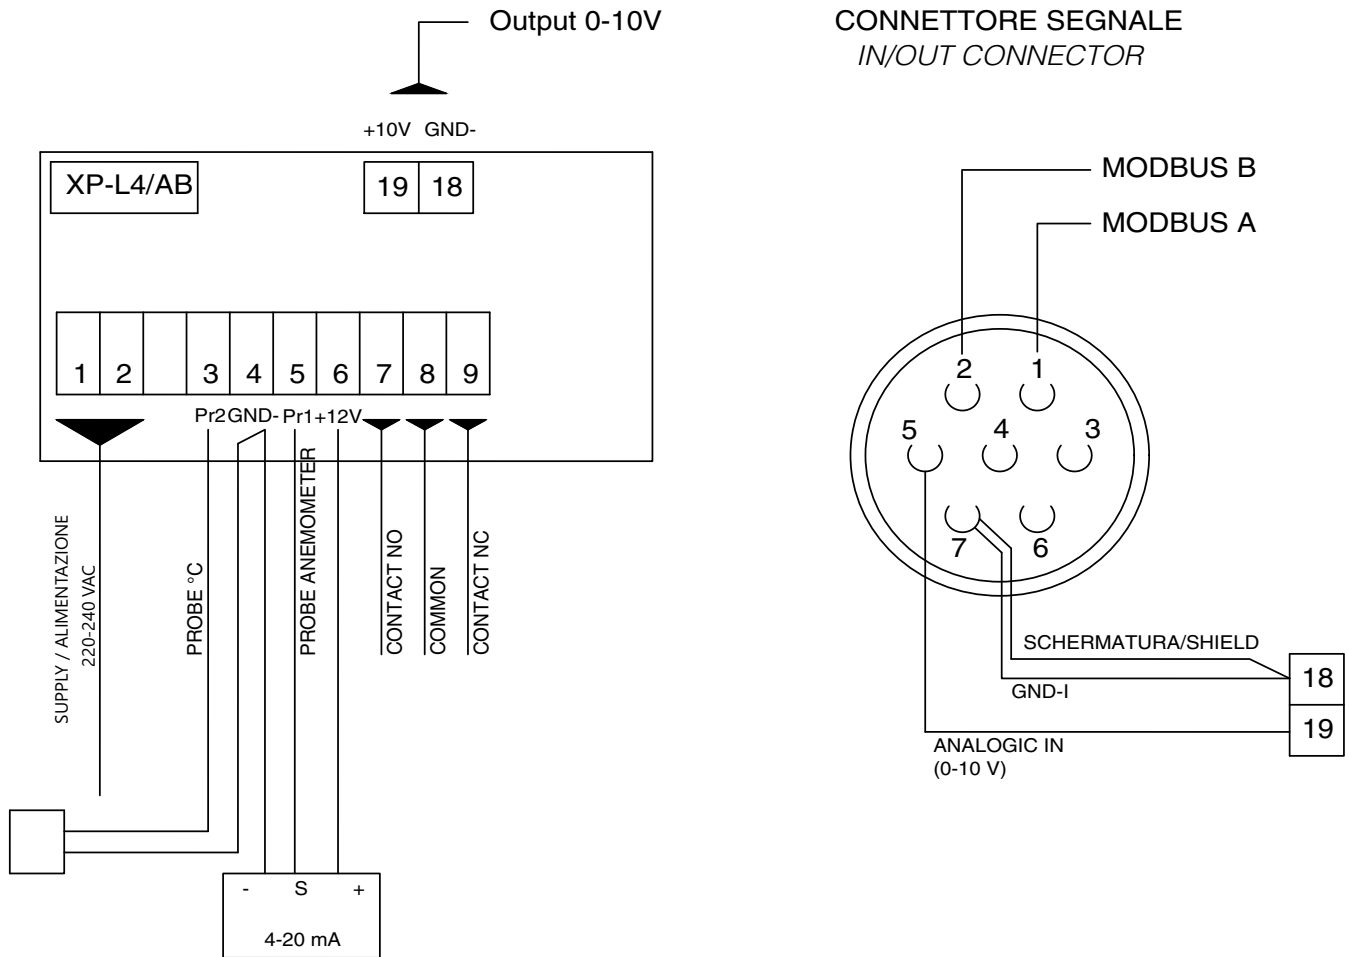 Output 0-10V
+10V GND-
XP-L4/AB
19 18
1 2 3 4 5 6 7 8 9
Pr2 GND- Pr1 +12V
SUPPLY / ALIMENTAZIONE
220-240 VAC
PROBE °C
PROBE ANEMOMETER
CONTACT NO
COMMON
CONTACT NC
- S +
4-20 mA
CONNETTORE SEGNALE
IN/OUT CONNECTOR
MODBUS B
MODBUS A
2 1
5 4 3
7 6
SCHERMATURA/SHIELD
GND-I
18
19
ANALOGIC IN
(0-10 V)